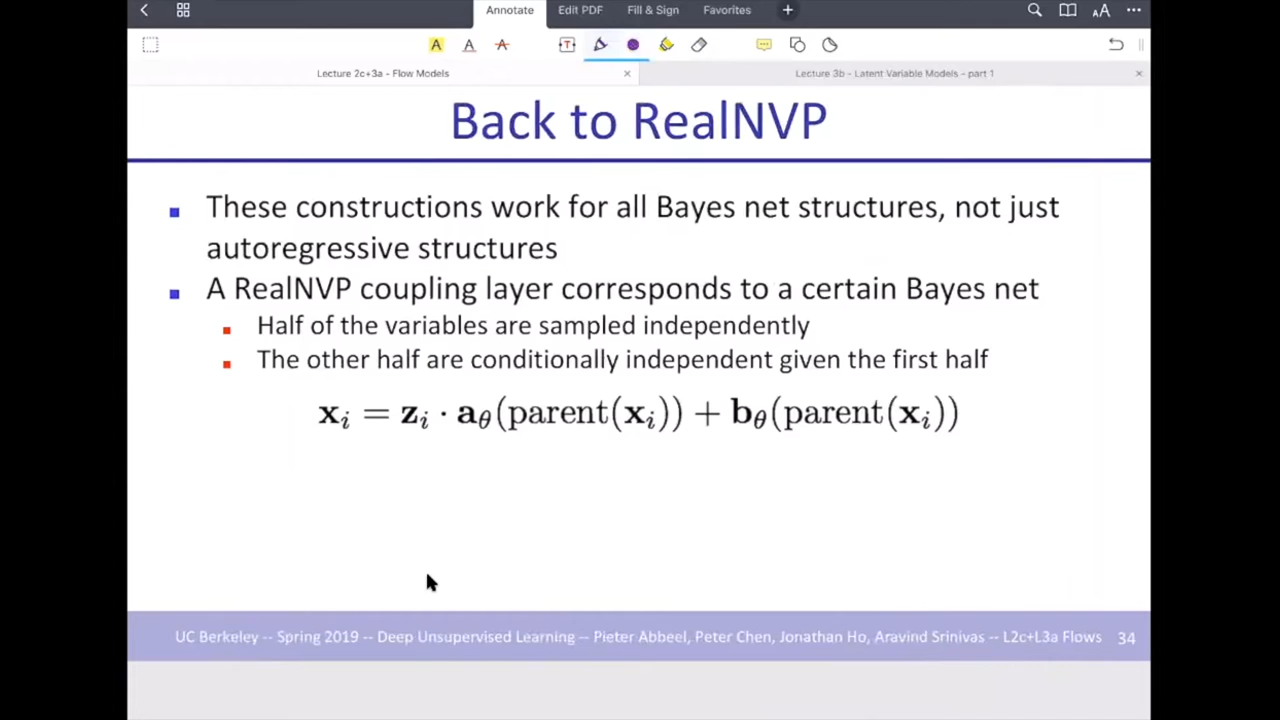 Annotate Edit PDF Fill & Sign Favorites
Lecture 2c+3a - Flow Models Lecture 3b - Latent Variable Models - part 1
Back to RealNVP
These constructions work for all Bayes net structures, not just
autoregressive structures
A RealNVP coupling layer corresponds to a certain Bayes net
Half of the variables are sampled independently
The other half are conditionally independent given the first half
xᵢ = zᵢ · a_θ(parent(xᵢ)) + b_θ(parent(xᵢ))
UC Berkeley -- Spring 2019 -- Deep Unsupervised Learning -- Pieter Abbeel, Peter Chen, Jonathan Ho, Aravind Srinivas -- L2c+L3a Flows 34